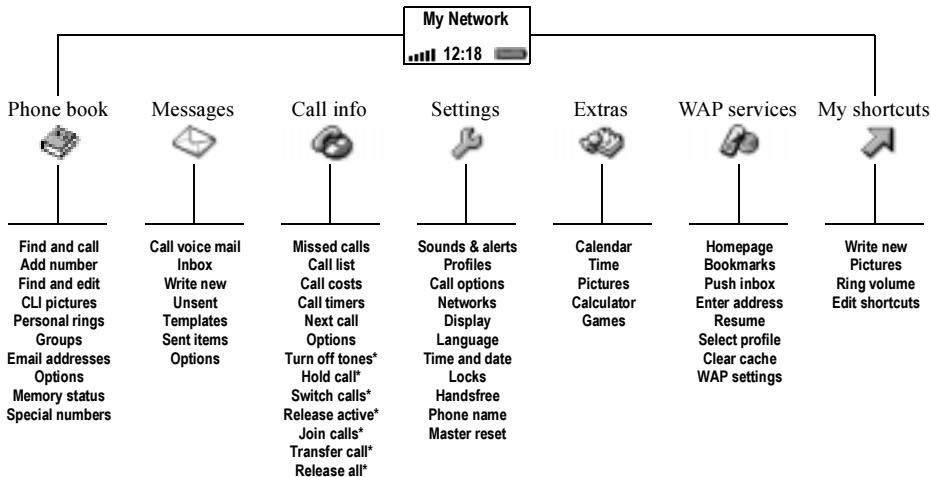 My Network
12:18
Phone book
Messages
Call info
Settings
Extras
WAP services
My shortcuts
Find and call
Add number
Find and edit
CLI pictures
Personal rings
Groups
Email addresses
Options
Memory status
Special numbers
Call voice mail
Inbox
Write new
Unsent
Templates
Sent items
Options
Missed calls
Call list
Call costs
Call timers
Next call
Options
Turn off tones*
Hold call*
Switch calls*
Release active*
Join calls*
Transfer call*
Release all*
Sounds & alerts
Profiles
Call options
Networks
Display
Language
Time and date
Locks
Handsfree
Phone name
Master reset
Calendar
Time
Pictures
Calculator
Games
Homepage
Bookmarks
Push inbox
Enter address
Resume
Select profile
Clear cache
WAP settings
Write new
Pictures
Ring volume
Edit shortcuts